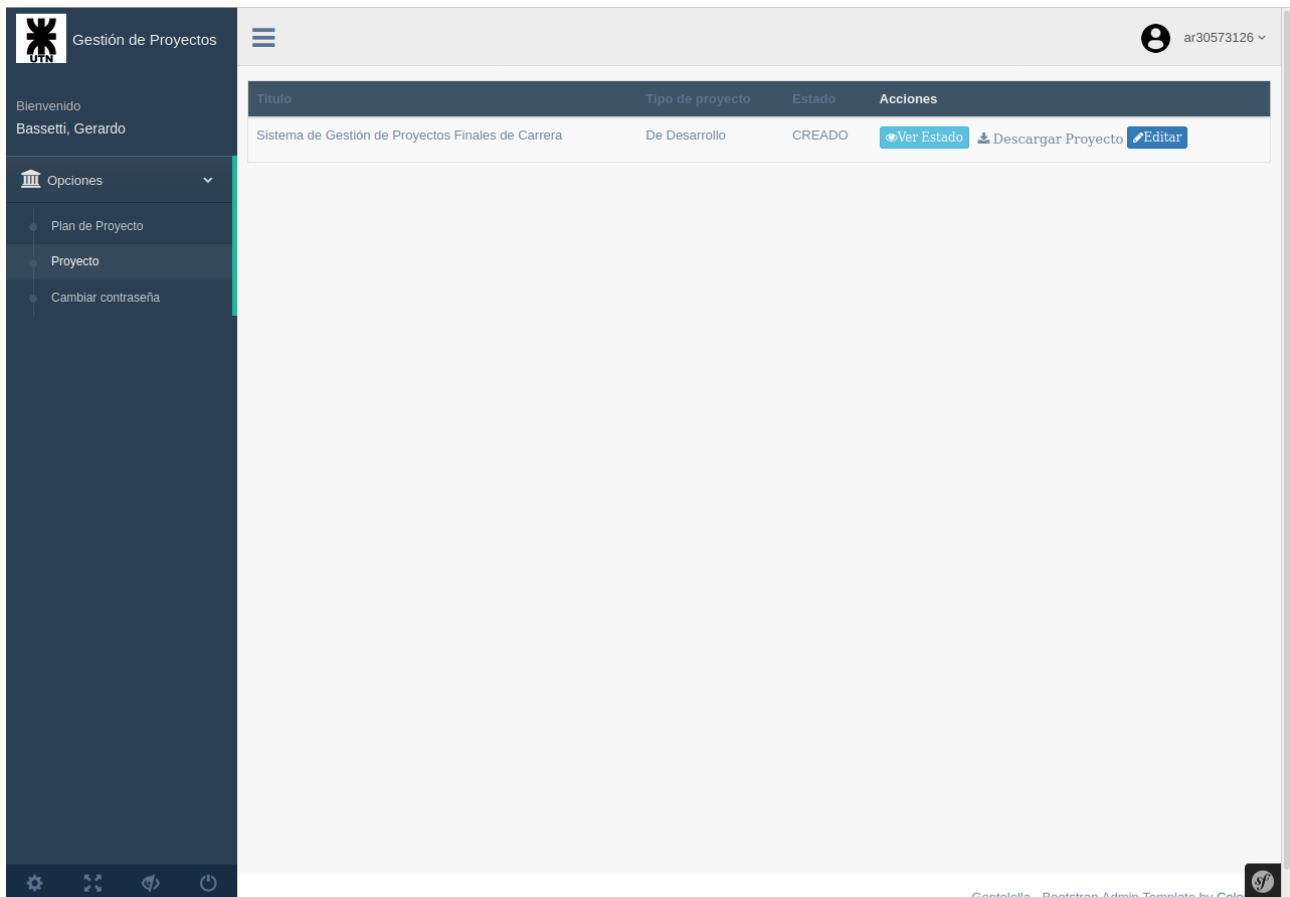 UTN
Gestión de Proyectos
ar30573126
Bienvenido
Bassetti, Gerardo
Opciones
Plan de Proyecto
Proyecto
Cambiar contraseña
Titulo Tipo de proyecto Estado Acciones
Sistema de Gestión de Proyectos Finales de Carrera De Desarrollo CREADO Ver Estado Descargar Proyecto Editar
Bootstrap Admin Template by
sf